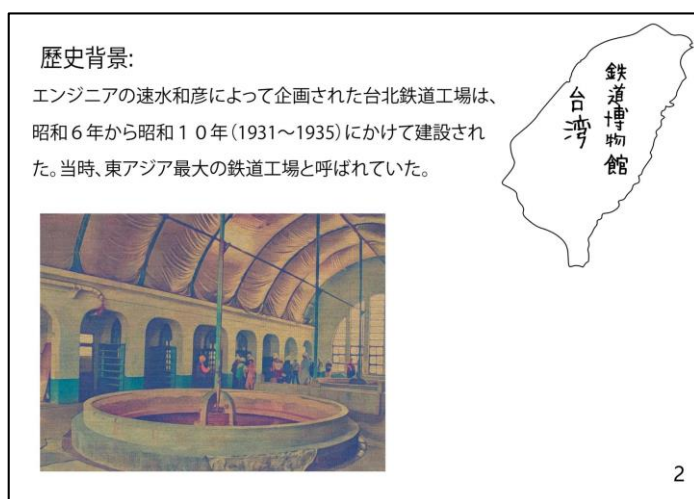 歷史背景:
エンジニアの速水和彦によって企画された台北鉄道工場は、
昭和６年から昭和１０年(1931～1935)にかけて建設され
た。当時、東アジア最大の鉄道工場と呼ばれていた。
鉄道博物館
台湾
2